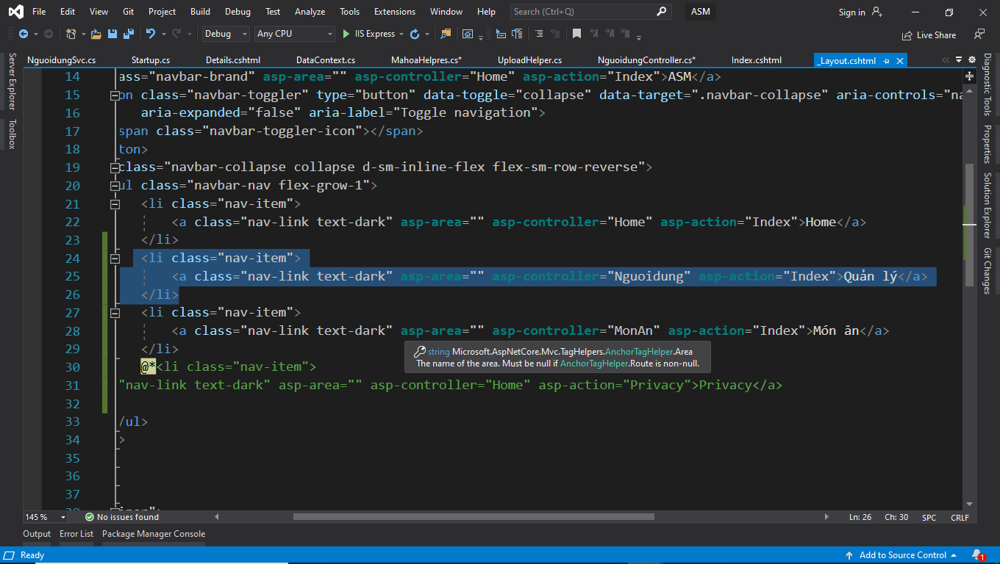 File Edit View Git Project Build Debug Test Analyze Tools Extensions Window Help Search (Ctrl+Q) ASM Sign in
Debug Any CPU IIS Express Live Share
NguoidungSvc.cs Startup.cs Details.cshtml DataContext.cs MahoaHelpres.cs* UploadHelper.cs NguoidungController.cs* Index.cshtml _Layout.cshtml
Server Explorer
Toolbox
14 ass="navbar-brand" asp-area="" asp-controller="Home" asp-action="Index">ASM</a>
15 on class="navbar-toggler" type="button" data-toggle="collapse" data-target=".navbar-collapse" aria-controls="na
16 aria-expanded="false" aria-label="Toggle navigation">
17 span class="navbar-toggler-icon"></span>
18 ton>
19 class="navbar-collapse collapse d-sm-inline-flex flex-sm-row-reverse">
20 ul class="navbar-nav flex-grow-1">
21 <li class="nav-item">
22 <a class="nav-link text-dark" asp-area="" asp-controller="Home" asp-action="Index">Home</a>
23 </li>
24 <li class="nav-item">
25 <a class="nav-link text-dark" asp-area="" asp-controller="Nguoidung" asp-action="Index">Quản lý</a>
26 </li>
27 <li class="nav-item">
28 <a class="nav-link text-dark" asp-area="" asp-controller="MonAn" asp-action="Index">Món ăn</a>
29 </li>
string Microsoft.AspNetCore.Mvc.TagHelpers.AnchorTagHelper.Area
The name of the area. Must be null if AnchorTagHelper.Route is non-null.
30 @*<li class="nav-item">
31 "nav-link text-dark" asp-area="" asp-controller="Home" asp-action="Privacy">Privacy</a>
32
33 /ul>
34 >
35
36
37
Diagnostic Tools
Properties
Solution Explorer
Git Changes
145 % No issues found Ln: 26 Ch: 30 SPC CRLF
Output Error List Package Manager Console
Ready Add to Source Control 1